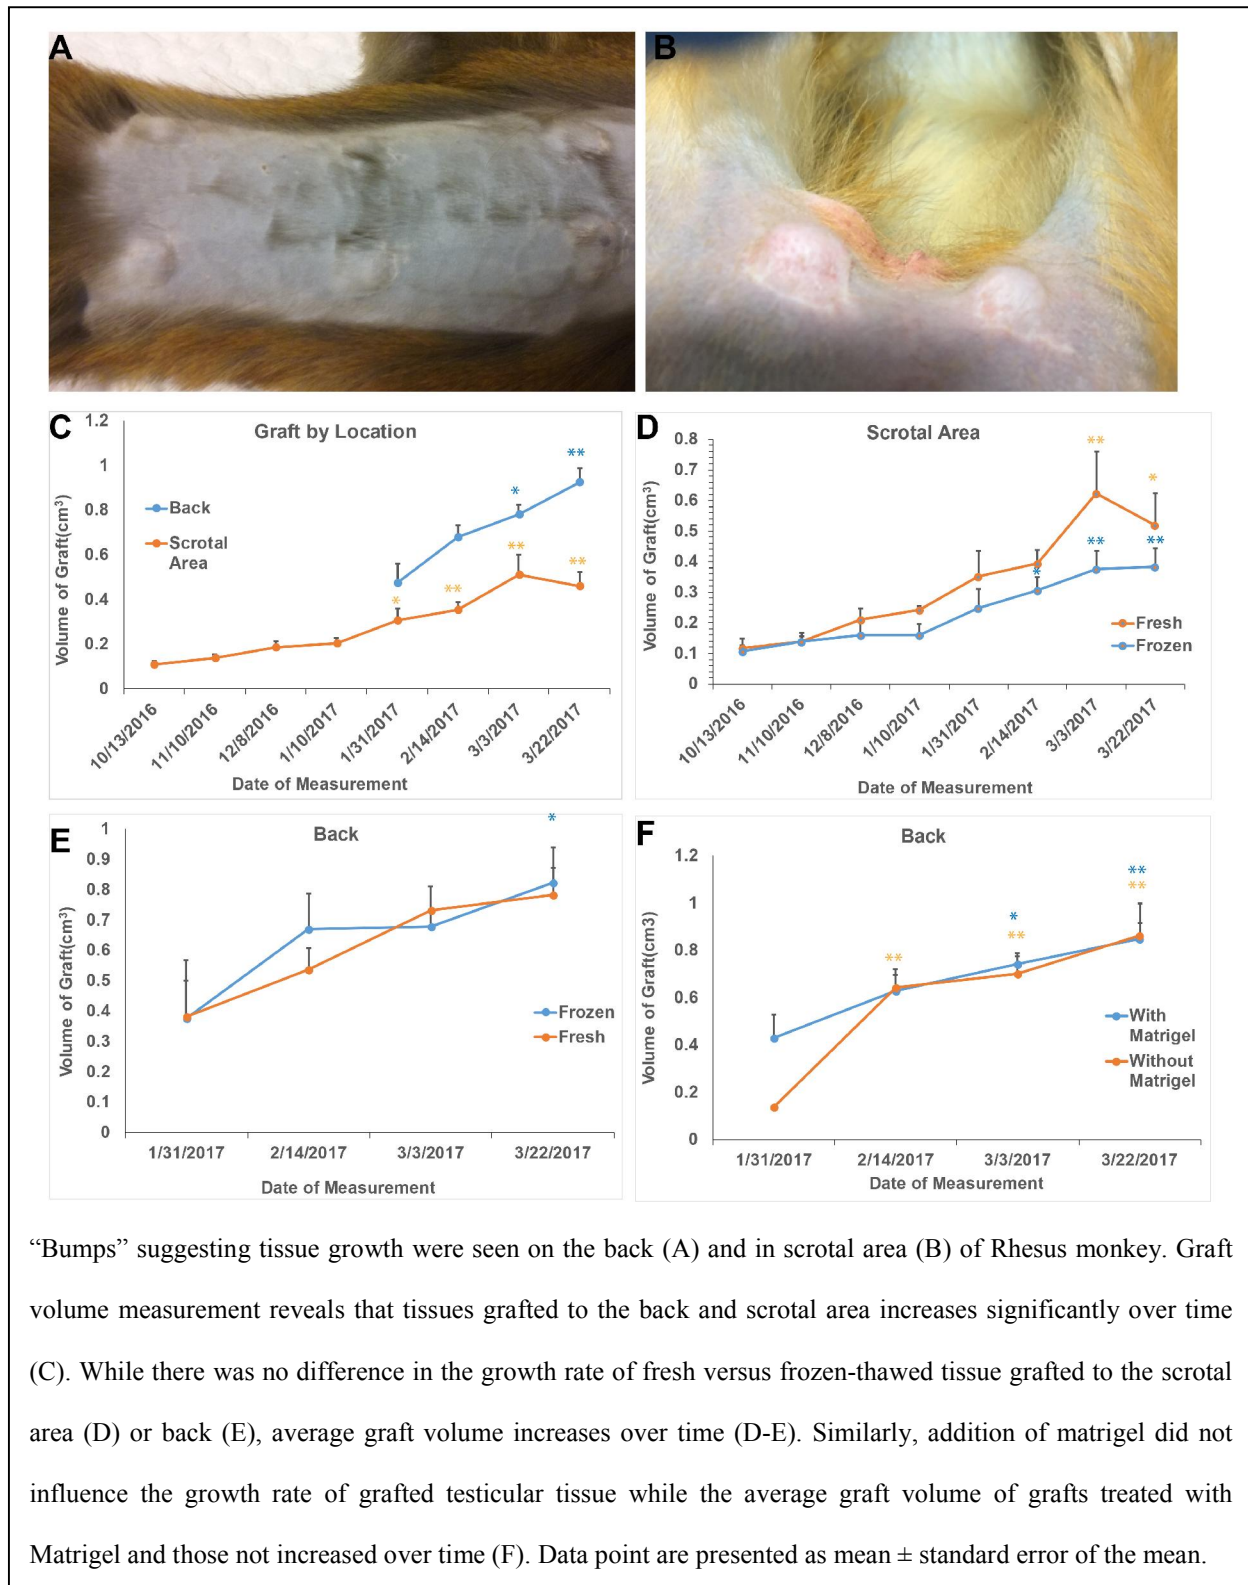 A
B
C
Graft by Location
Volume of Graft(cm3)
1.2
1
0.8
0.6
0.4
0.2
0
Back
Scrotal
Area
*
**
*
**
**
**
10/13/2016
11/10/2016
12/8/2016
1/10/2017
1/31/2017
2/14/2017
3/3/2017
3/22/2017
Date of Measurement
D
Scrotal Area
Volume of Graft(cm3)
0.8
0.7
0.6
0.5
0.4
0.3
0.2
0.1
0
**
*
*
**
**
Fresh
Frozen
10/13/2016
11/10/2016
12/8/2016
1/10/2017
1/31/2017
2/14/2017
3/3/2017
3/22/2017
Date of Measurement
E
Back
Volume of Graft(cm3)
1
0.9
0.8
0.7
0.6
0.5
0.4
0.3
0.2
0.1
0
*
Frozen
Fresh
1/31/2017
2/14/2017
3/3/2017
3/22/2017
Date of Measurement
F
Back
Volume of Graft(cm3)
1.2
1
0.8
0.6
0.4
0.2
0
**
*
**
**
**
With
Matrigel
Without
Matrigel
1/31/2017
2/14/2017
3/3/2017
3/22/2017
Date of Measurement
“Bumps” suggesting tissue growth were seen on the back (A) and in scrotal area (B) of Rhesus monkey. Graft
volume measurement reveals that tissues grafted to the back and scrotal area increases significantly over time
(C). While there was no difference in the growth rate of fresh versus frozen-thawed tissue grafted to the scrotal
area (D) or back (E), average graft volume increases over time (D-E). Similarly, addition of matrigel did not
influence the growth rate of grafted testicular tissue while the average graft volume of grafts treated with
Matrigel and those not increased over time (F). Data point are presented as mean ± standard error of the mean.